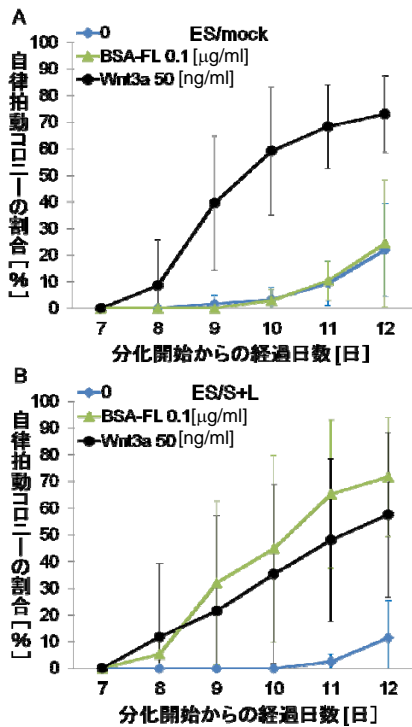 A
ES/mock
0
BSA-FL 0.1 [μg/ml]
Wnt3a 50 [ng/ml]
自律拍動コロニーの割合[%]
100
90
80
70
60
50
40
30
20
10
0
7 8 9 10 11 12
分化開始からの経過日数[日]
B
ES/S+L
0
BSA-FL 0.1[μg/ml]
Wnt3a 50 [ng/ml]
自律拍動コロニーの割合[%]
100
90
80
70
60
50
40
30
20
10
0
7 8 9 10 11 12
分化開始からの経過日数[日]